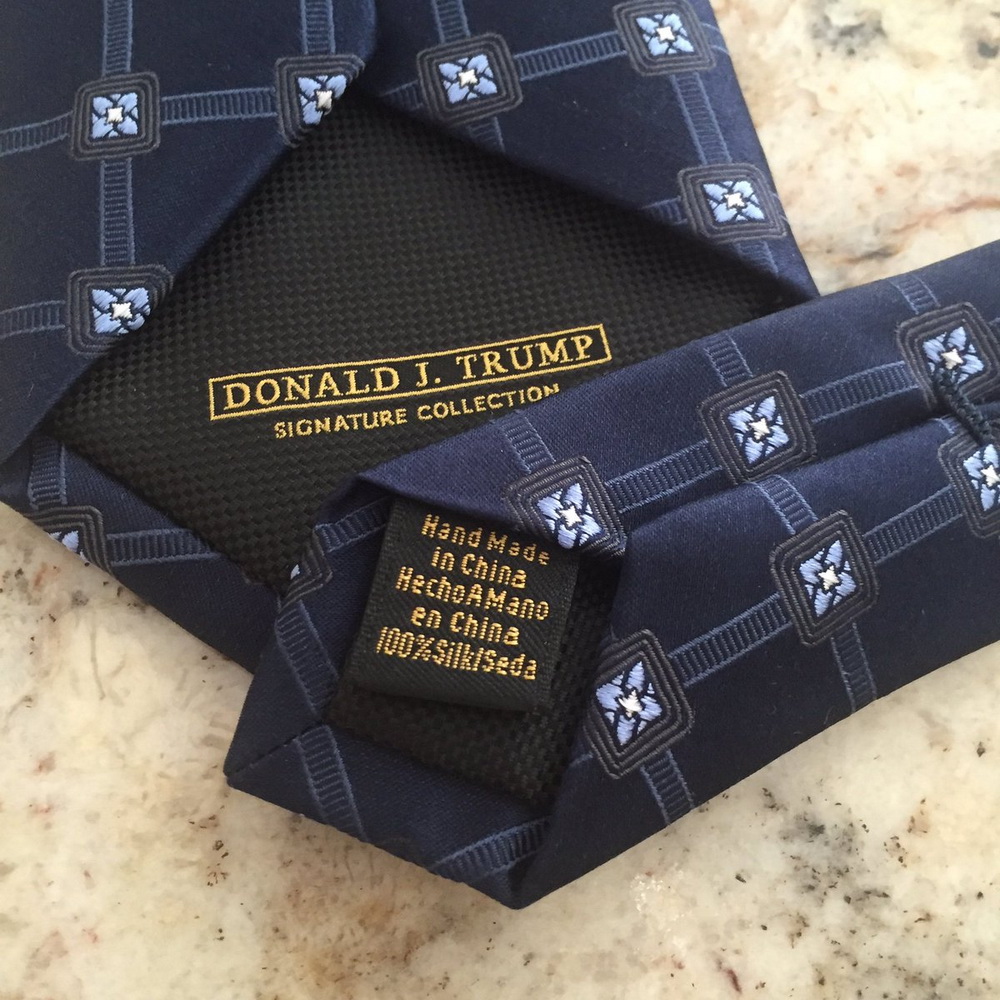 DONALD J. TRUMP
SIGNATURE COLLECTION
Hand Made
in China
HechoAMano
en China
100%Silk/Seda